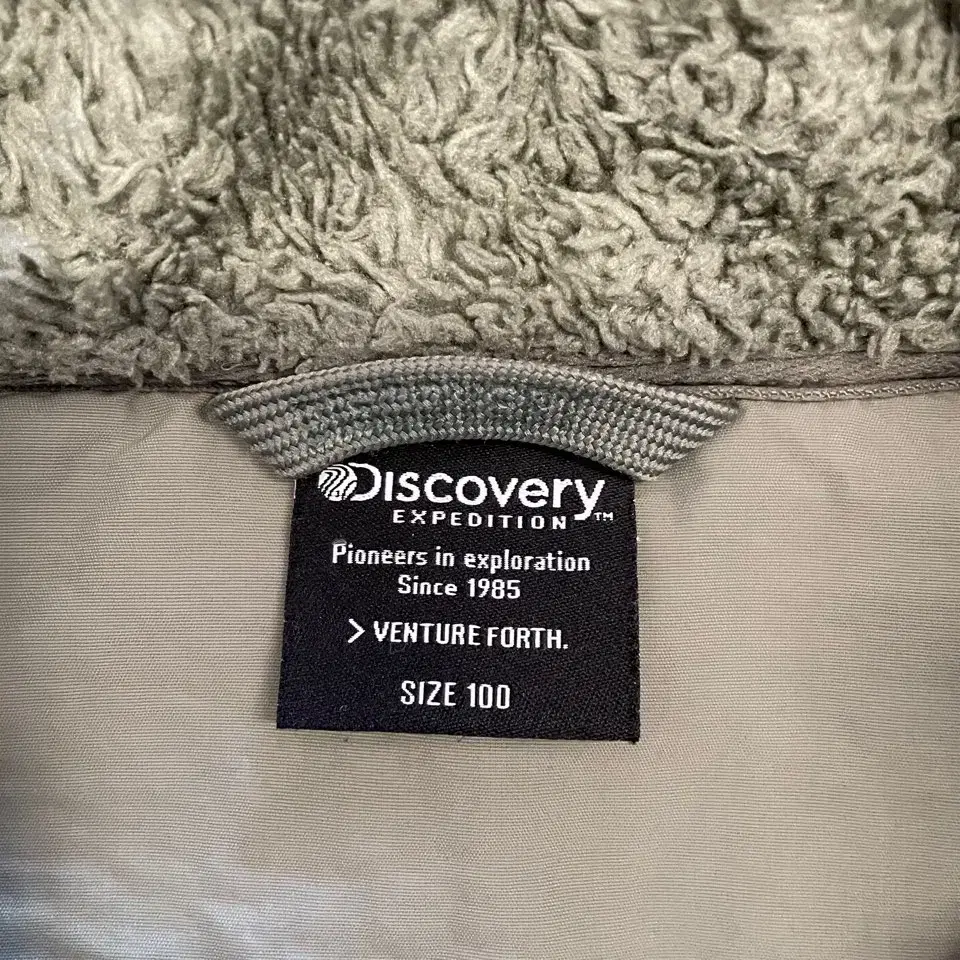 DISCOVERY
EXPEDITION™
Pioneers in exploration
Since 1985
> VENTURE FORTH.
SIZE 100